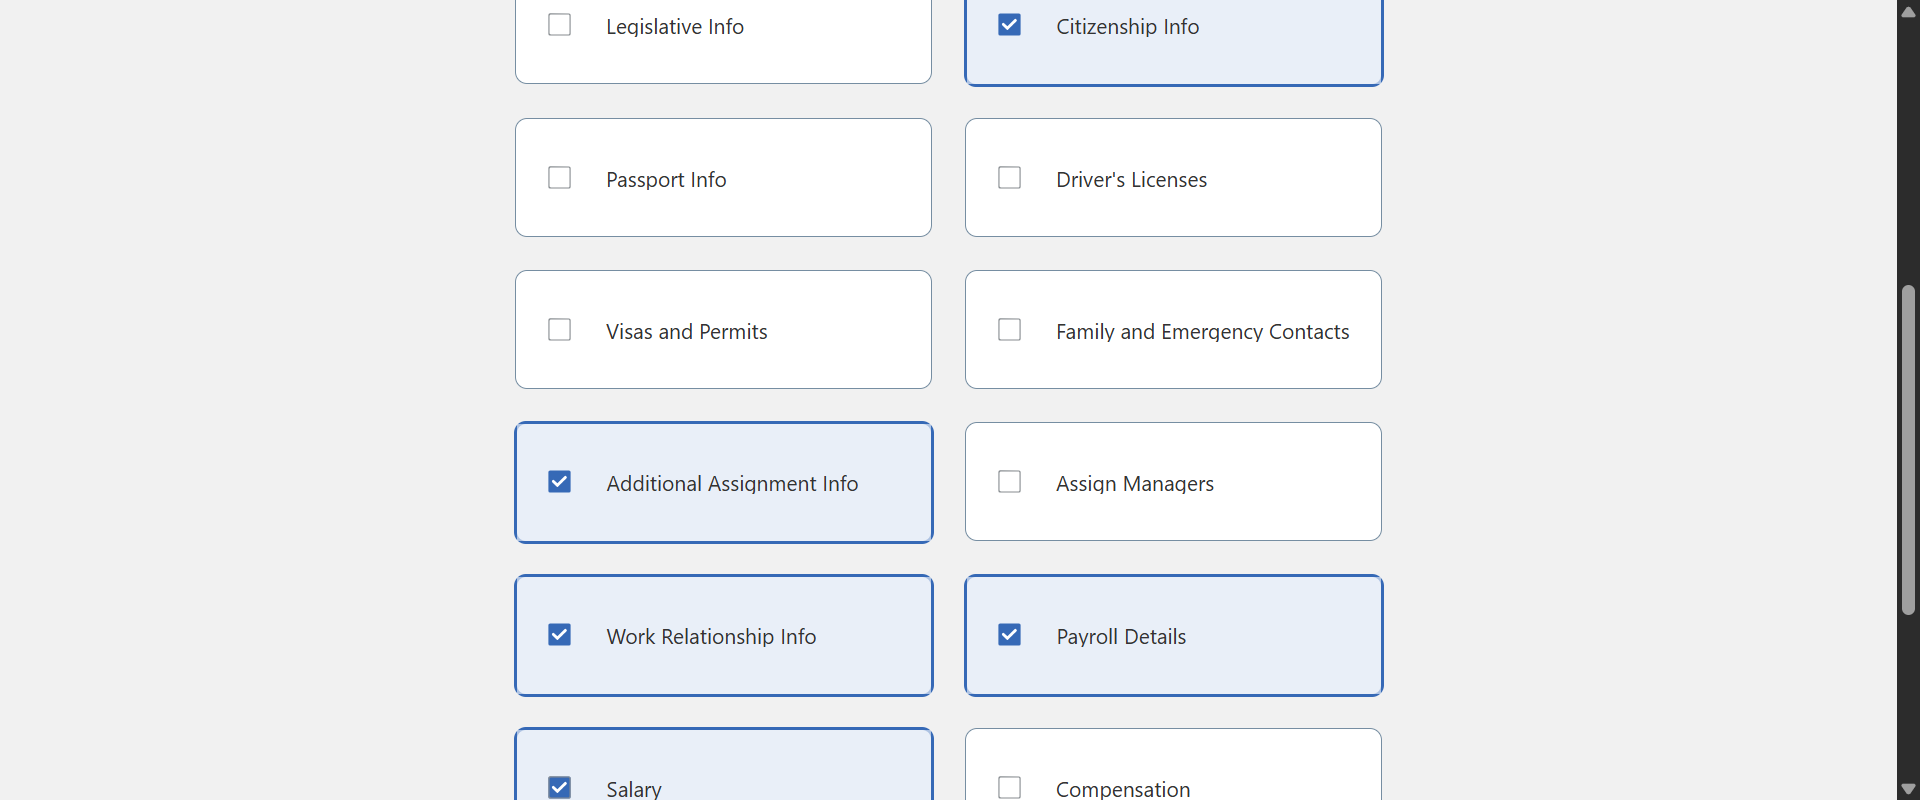 Legislative Info
Citizenship Info
Passport Info
Driver's Licenses
Visas and Permits
Family and Emergency Contacts
Additional Assignment Info
Assign Managers
Work Relationship Info
Payroll Details
Salary
Compensation